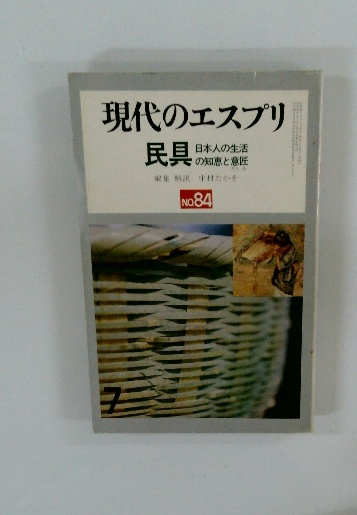 現代のエスプリ
民具 日本人の生活
の知恵と意匠
編集 解説 中村たかを
NO.84
7